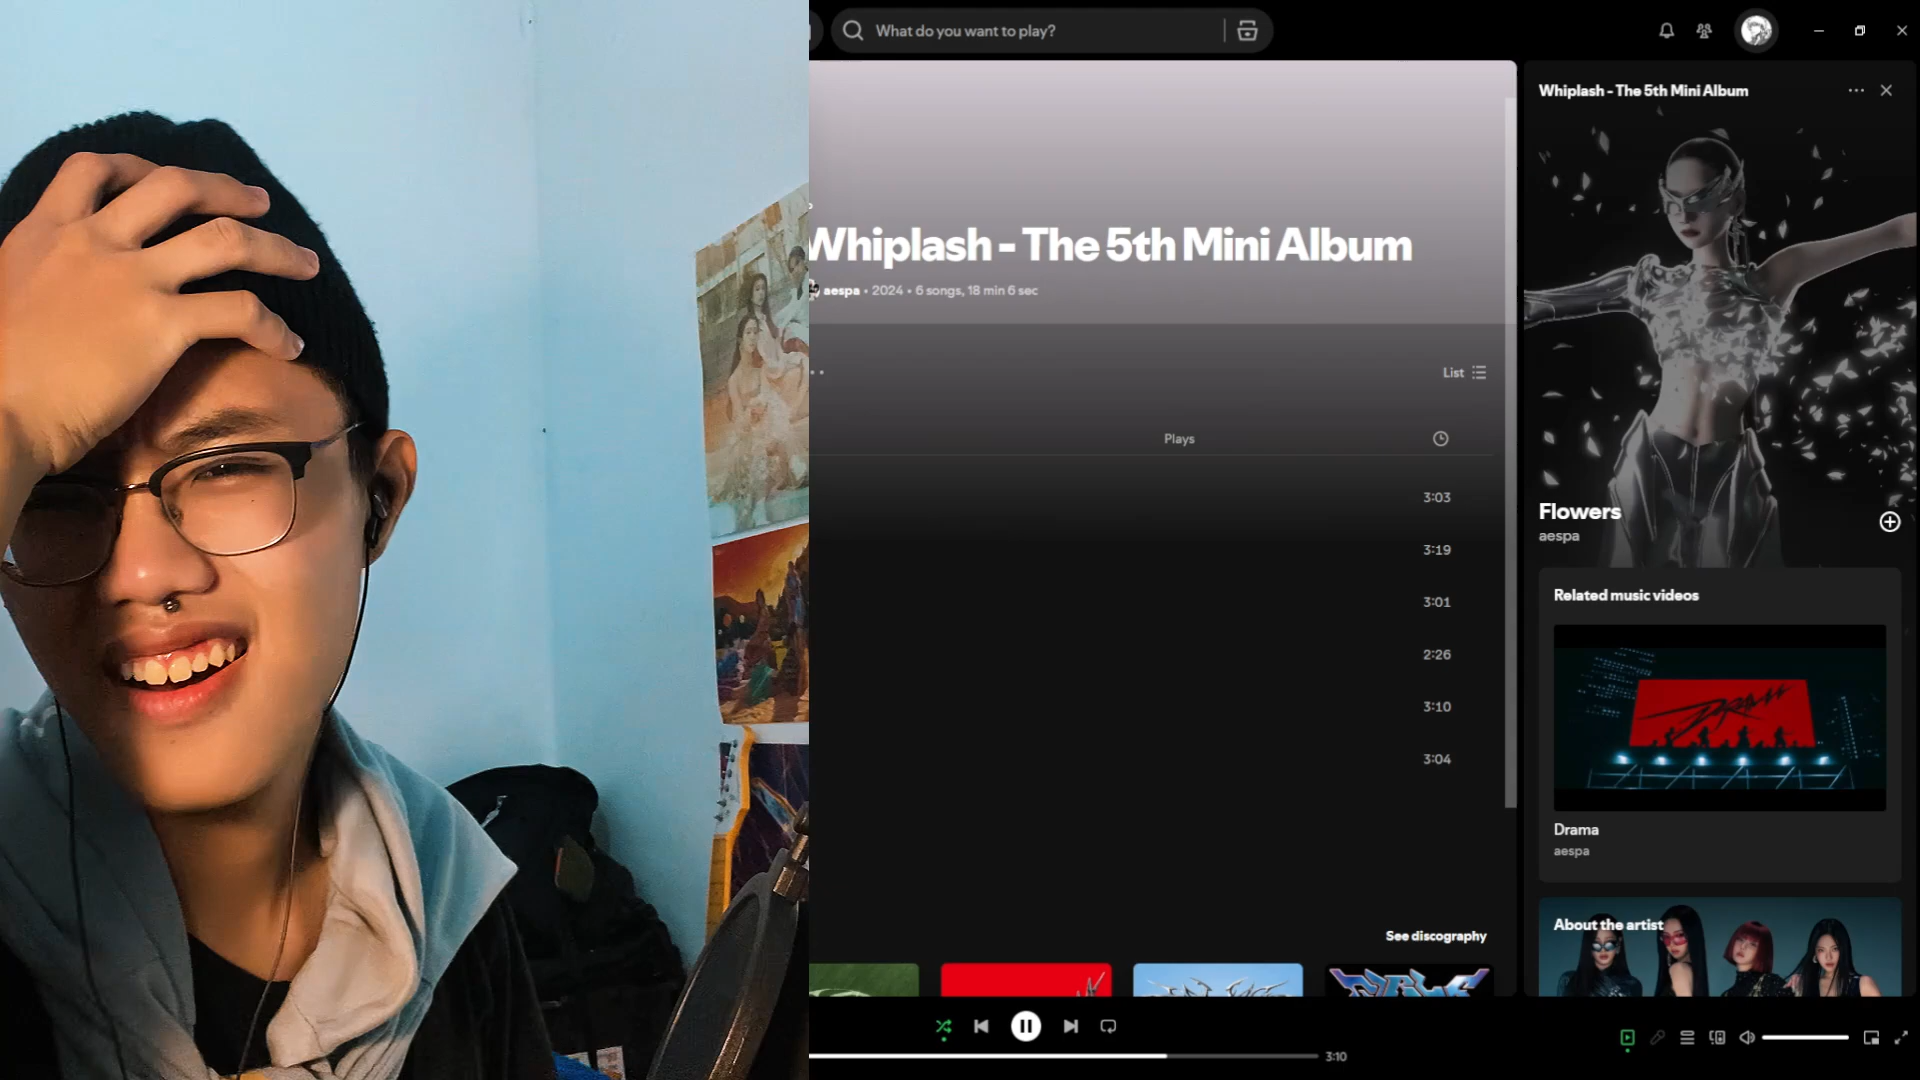 What do you want to play?
Whiplash - The 5th Mini Album
aespa • 2024 • 6 songs, 18 min 6 sec
List
Plays
3:03
3:19
3:01
2:26
3:10
3:04
See discography
3:10
Whiplash - The 5th Mini Album
Flowers
aespa
Related music videos
DRAMA
Drama
aespa
About the artist